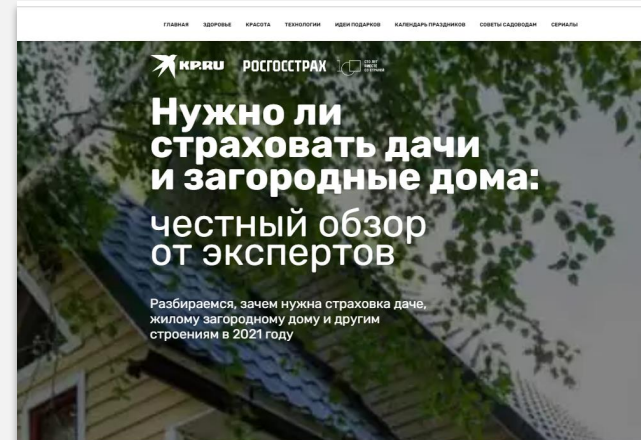 ГЛАВНАЯ ЗДОРОВЬЕ КРАСОТА ТЕХНОЛОГИИ ИДЕИ ПОДАРКОВ КАЛЕНДАРЬ ПРАЗДНИКОВ СОВЕТЫ САДОВОДАМ СЕРИАЛЫ
KP.RU РОСГОССТРАХ
Нужно ли
страховать дачи
и загородные дома:
честный обзор
от экспертов
Разбираемся, зачем нужна страховка даче,
жилому загородному дому и другим
строениям в 2021 году